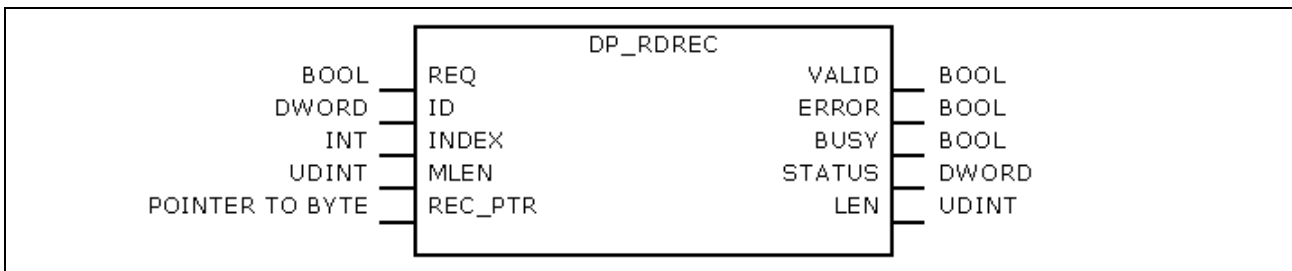 DP_RDREC
BOOL REQ VALID BOOL
DWORD ID ERROR BOOL
INT INDEX BUSY BOOL
UDINT MLEN STATUS DWORD
POINTER TO BYTE REC_PTR LEN UDINT